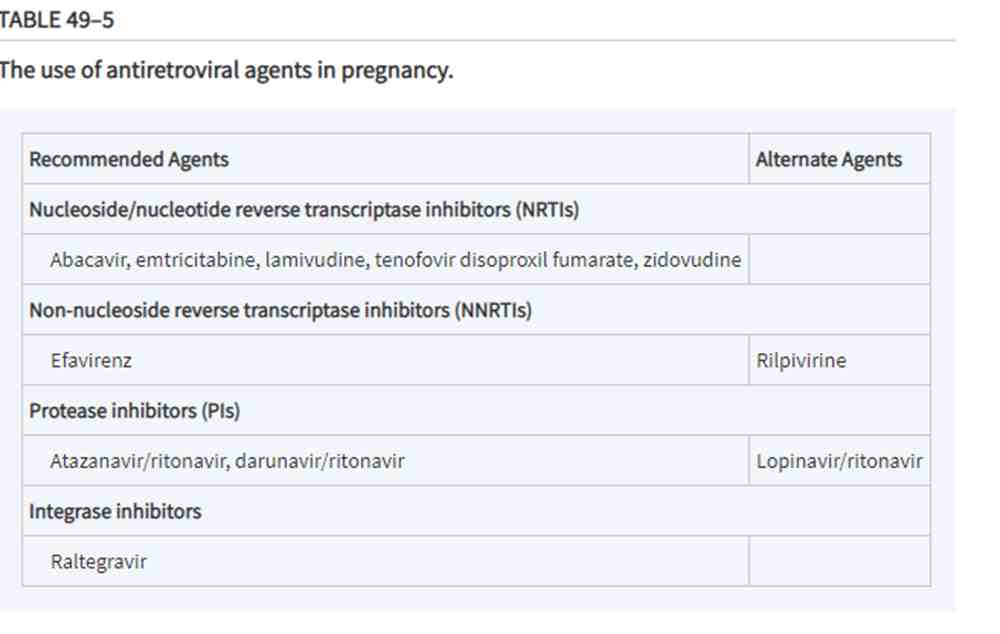 TABLE 49–5
The use of antiretroviral agents in pregnancy.
Recommended Agents Alternate Agents
Nucleoside/nucleotide reverse transcriptase inhibitors (NRTIs)
Abacavir, emtricitabine, lamivudine, tenofovir disoproxil fumarate, zidovudine
Non-nucleoside reverse transcriptase inhibitors (NNRTIs)
Efavirenz Rilpivirine
Protease inhibitors (PIs)
Atazanavir/ritonavir, darunavir/ritonavir Lopinavir/ritonavir
Integrase inhibitors
Raltegravir